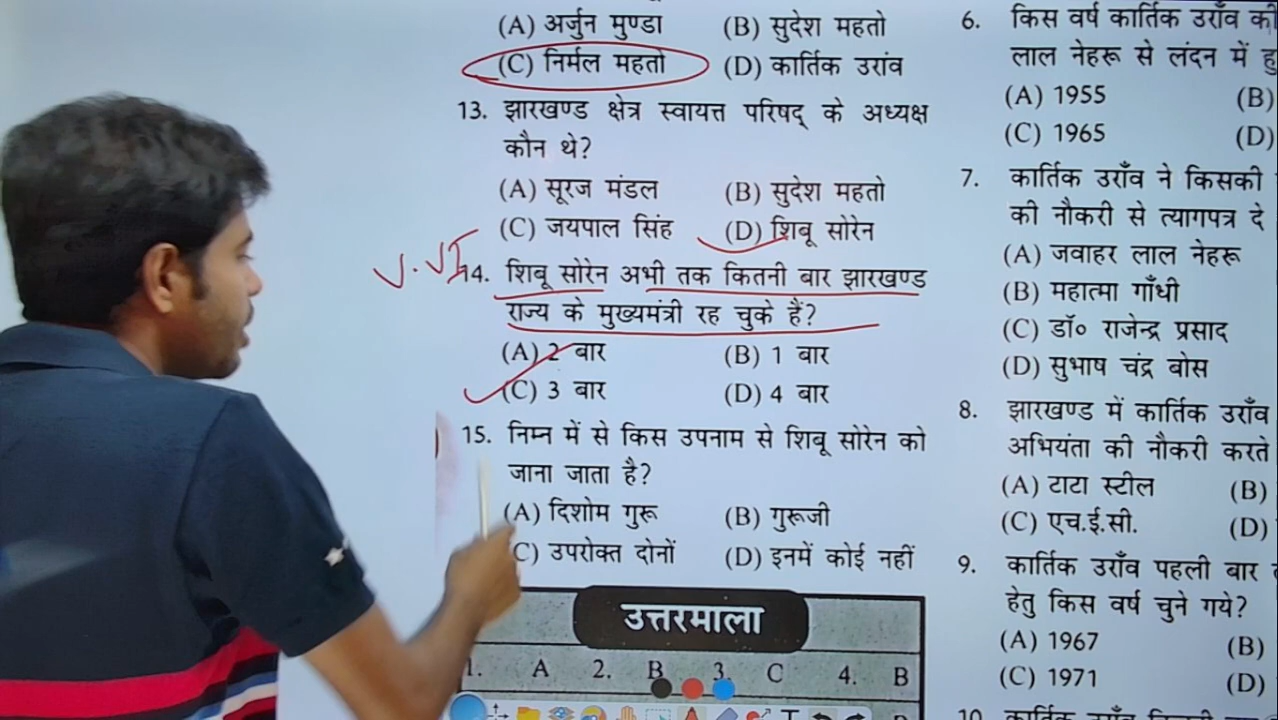 (A) अर्जुन मुण्डा (B) सुदेश महतो
(C) निर्मल महतो (D) कार्तिक उरांव
13. झारखण्ड क्षेत्र स्वायत्त परिषद् के अध्यक्ष
कौन थे?
(A) सूरज मंडल (B) सुदेश महतो
(C) जयपाल सिंह (D) शिबू सोरेन
V.VI
14. शिबू सोरेन अभी तक कितनी बार झारखण्ड
राज्य के मुख्यमंत्री रह चुके हैं?
(A) 2 बार (B) 1 बार
(C) 3 बार (D) 4 बार
15. निम्न में से किस उपनाम से शिबू सोरेन को
जाना जाता है?
(A) दिशोम गुरू (B) गुरूजी
C) उपरोक्त दोनों (D) इनमें कोई नहीं
उत्तरमाला
1. A 2. B 3. C 4. B
6. किस वर्ष कार्तिक उराँव की
लाल नेहरू से लंदन में
(A) 1955 (B)
(C) 1965 (D)
7. कार्तिक उराँव ने किसकी
की नौकरी से त्यागपत्र दे
(A) जवाहर लाल नेहरू
(B) महात्मा गाँधी
(C) डॉ० राजेन्द्र प्रसाद
(D) सुभाष चंद्र बोस
8. झारखण्ड में कार्तिक उराँव
अभियंता की नौकरी करते
(A) टाटा स्टील (B)
(C) एच.ई.सी. (D)
9. कार्तिक उराँव पहली बार
हेतु किस वर्ष चुने गये?
(A) 1967 (B)
(C) 1971 (D)
10. कार्तिक उराँव